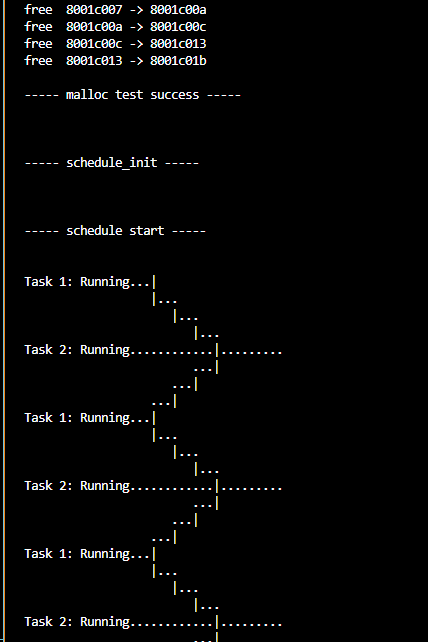 free  8001c007 -> 8001c00a
free  8001c00a -> 8001c00c
free  8001c00c -> 8001c013
free  8001c013 -> 8001c01b
----- malloc test success -----
----- schedule_init -----
----- schedule start -----
Task 1: Running...|
                  |...
                     |...
                        |...
Task 2: Running............|.........
                        ...|
                     ...|
                  ...|
Task 1: Running...|
                  |...
                     |...
                        |...
Task 2: Running............|.........
                        ...|
                     ...|
                  ...|
Task 1: Running...|
                  |...
                     |...
                        |...
Task 2: Running............|.........
                        ...|